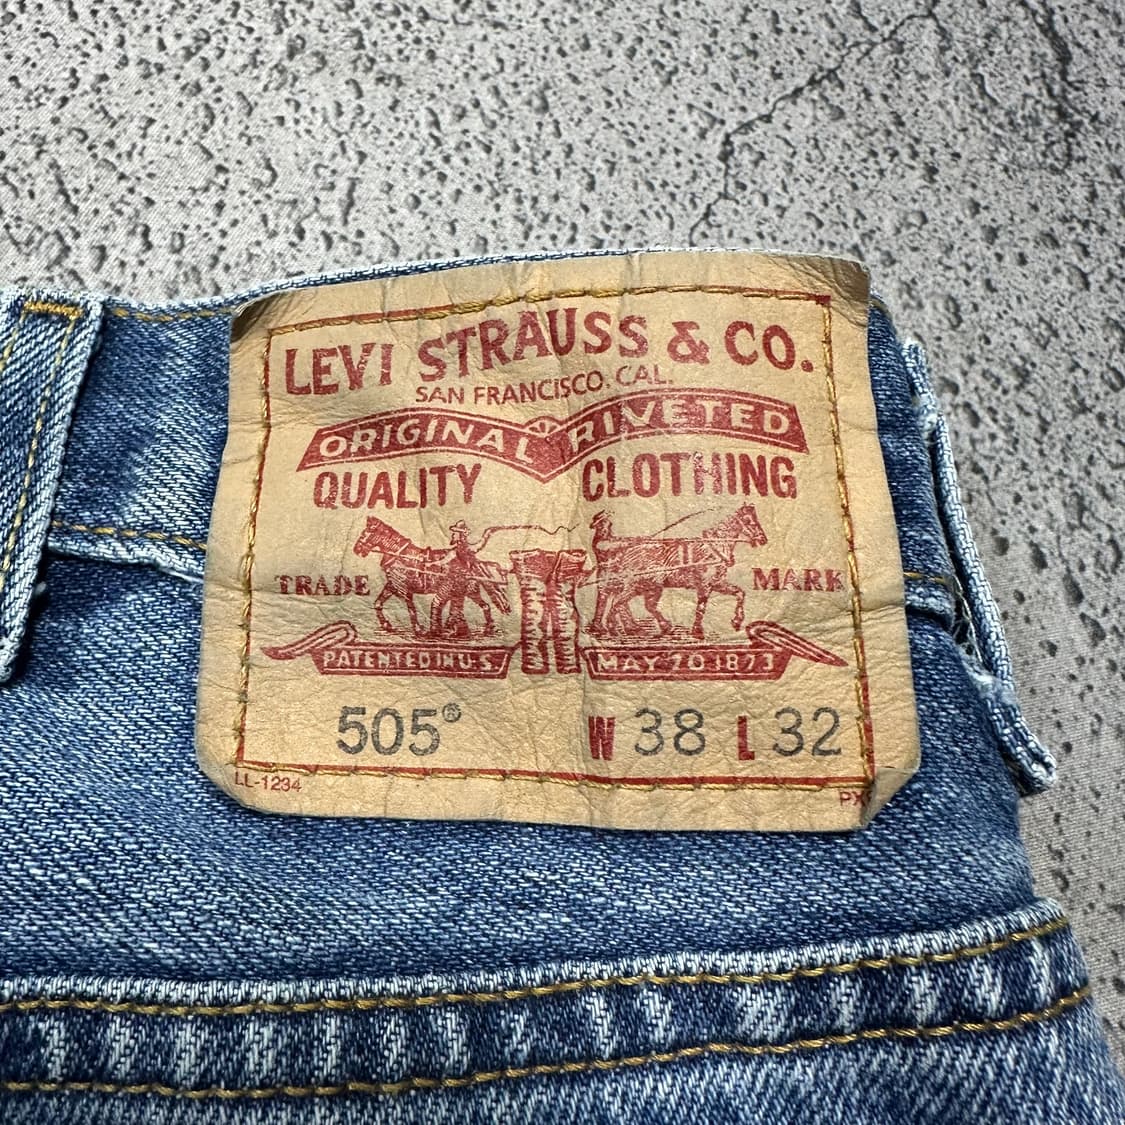 LEVI STRAUSS & CO.
SAN FRANCISCO. CAL.
ORIGINAL RIVETED
QUALITY CLOTHING
TRADE MARK
PATENTED IN U.S. MAY 20 1873
505® W 38 L 32
LL-1234